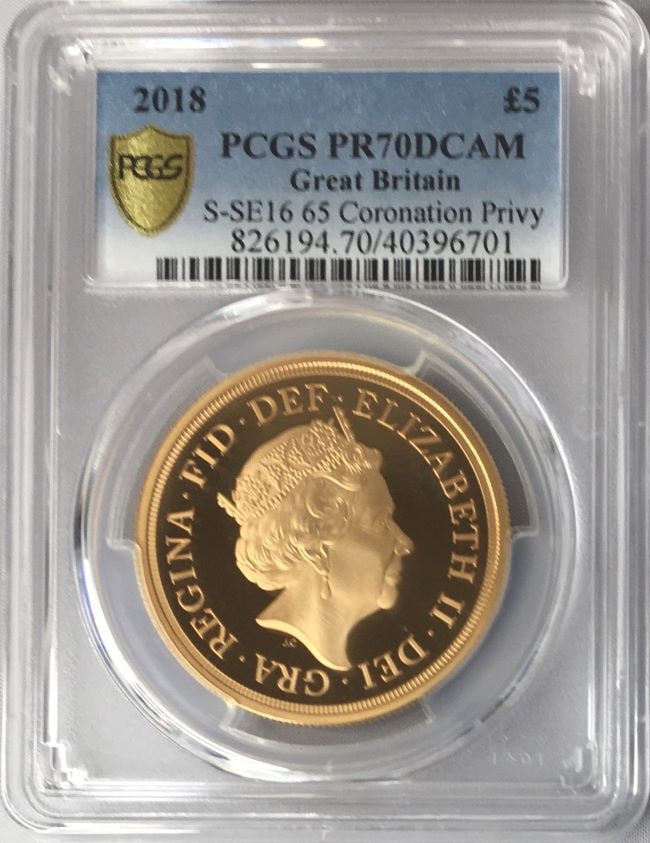 2018 £5
PCGS PCGS PR70DCAM
Great Britain
S-SE16 65 Coronation Privy
826194.70/40396701
ELIZABETH II · DEI · GRA · REGINA · FID · DEF ·